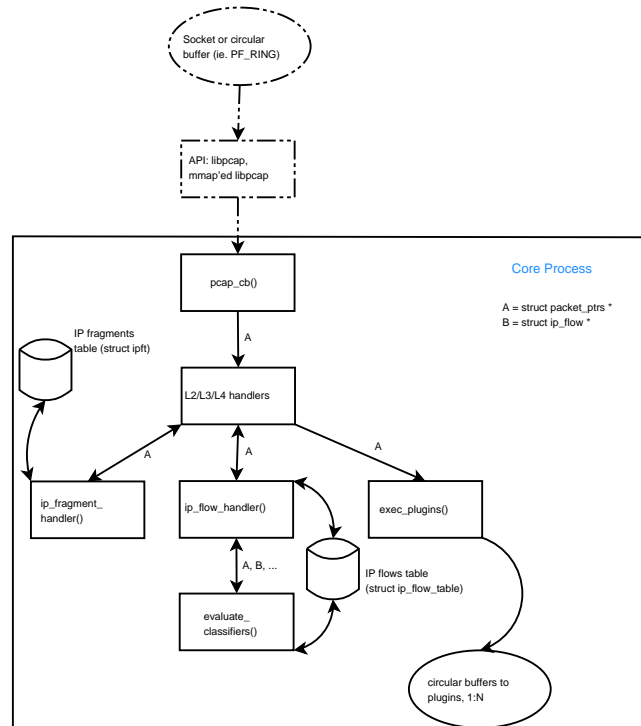 Socket or circular
buffer (ie. PF_RING)
API: libpcap,
mmap'ed libpcap
Core Process
pcap_cb()
A = struct packet_ptrs *
B = struct ip_flow *
A
IP fragments
table (struct ipft)
L2/L3/L4 handlers
A
A
A
ip_fragment_
handler()
ip_flow_handler()
exec_plugins()
A, B, ...
IP flows table
(struct ip_flow_table)
evaluate_
classifiers()
circular buffers to
plugins, 1:N